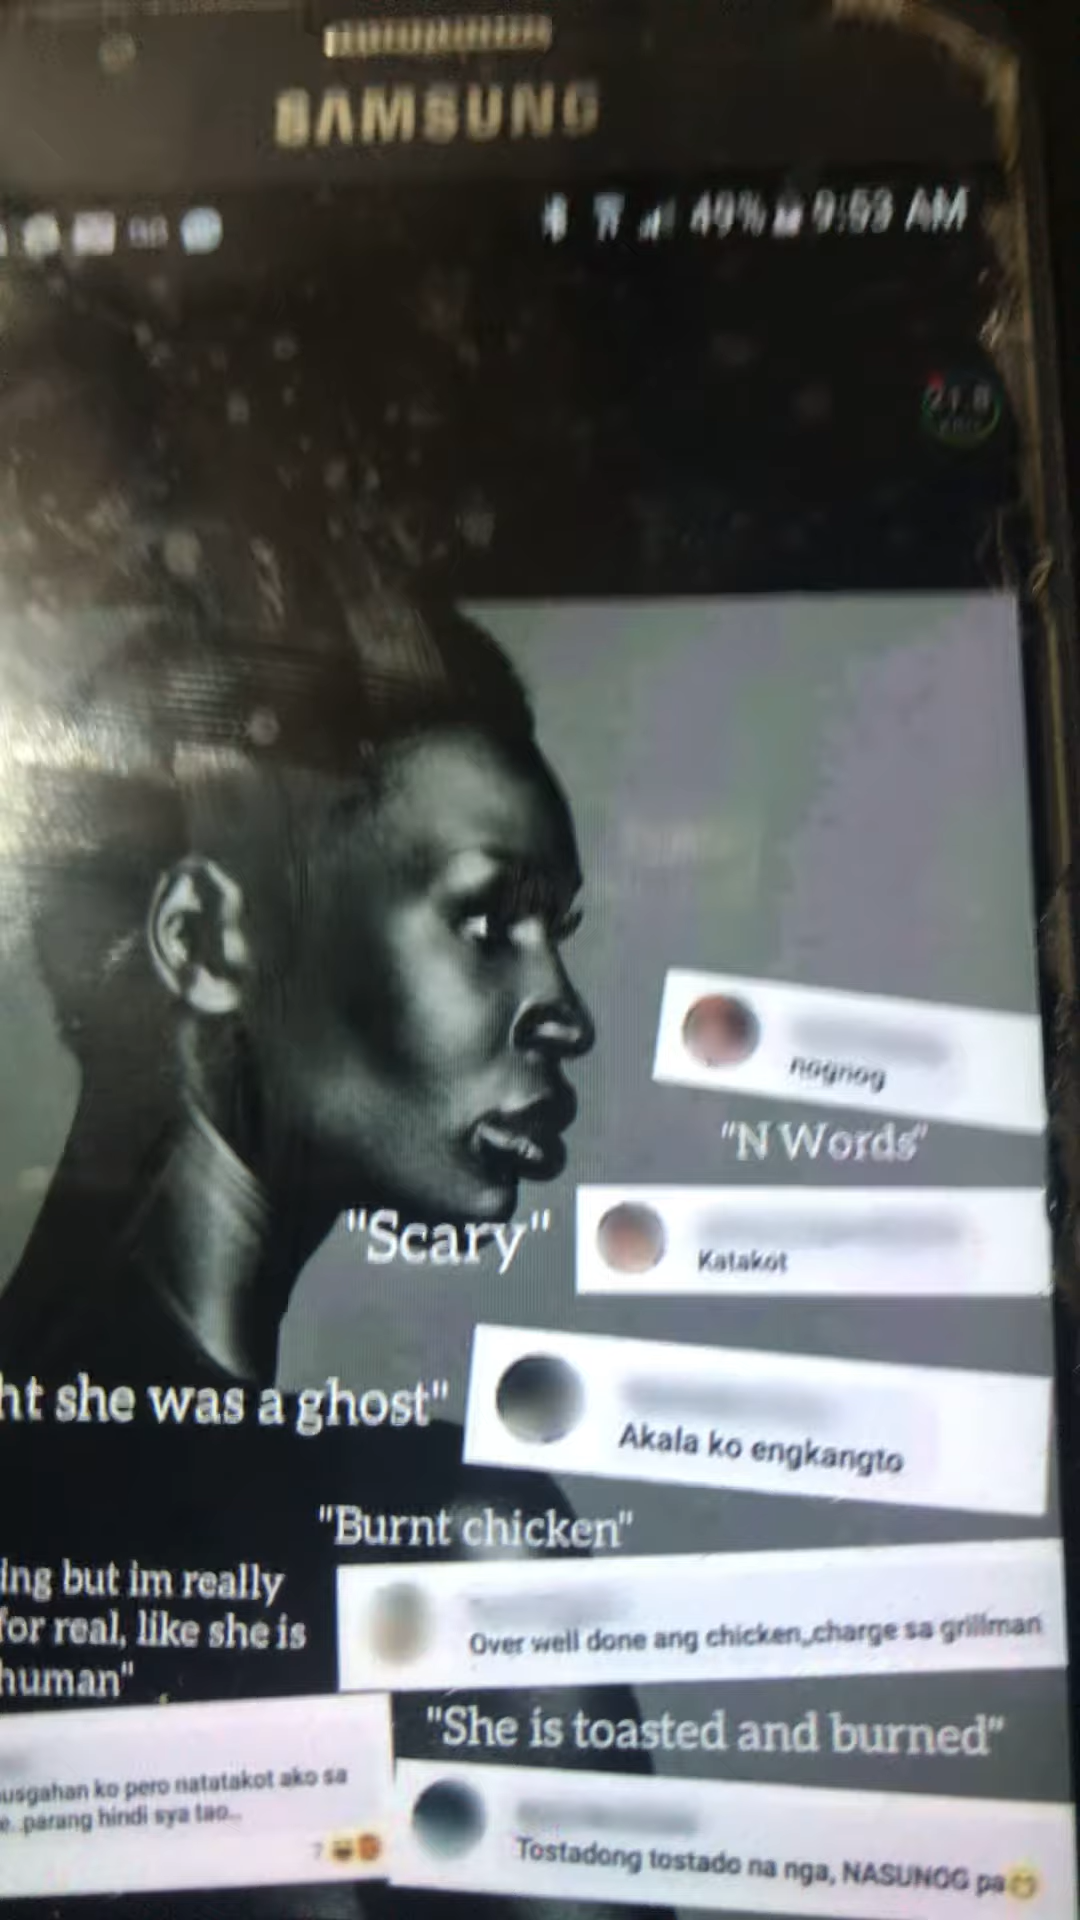 SAMSUNG
49% 9:53 AM
21.8
nognog
"N Words"
"Scary"
Katakot
ht she was a ghost"
Akala ko engkangto
"Burnt chicken"
ing but im really
for real, like she is
human"
Over well done ang chicken,,charge sa grillman
"She is toasted and burned"
usgahan ko pero natatakot ako sa
e..parang hindi sya tao..
7
Tostadong tostado na nga, NASUNOG pa